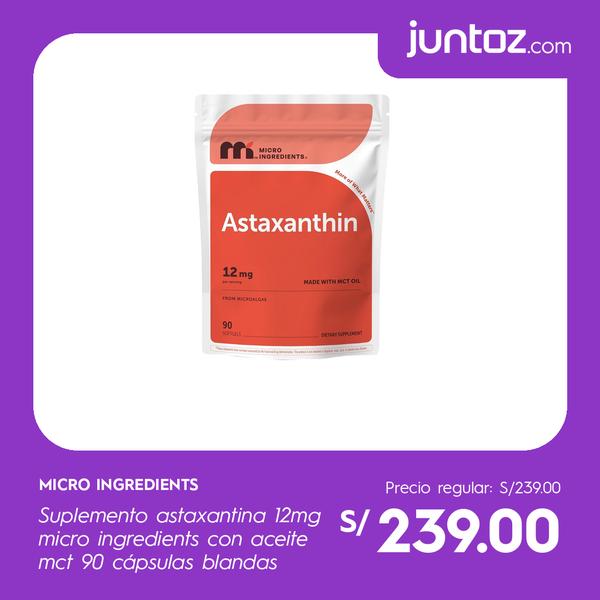 juntoz.com
MICRO
INGREDIENTS
More of What Matters
Astaxanthin
12 mg
per serving
MADE WITH MCT OIL
FROM MICROALGAE
90
SOFTGELS
DIETARY SUPPLEMENT
MICRO INGREDIENTS
Suplemento astaxantina 12mg
micro ingredients con aceite
mct 90 cápsulas blandas
Precio regular: S/239.00
S/ 239.00